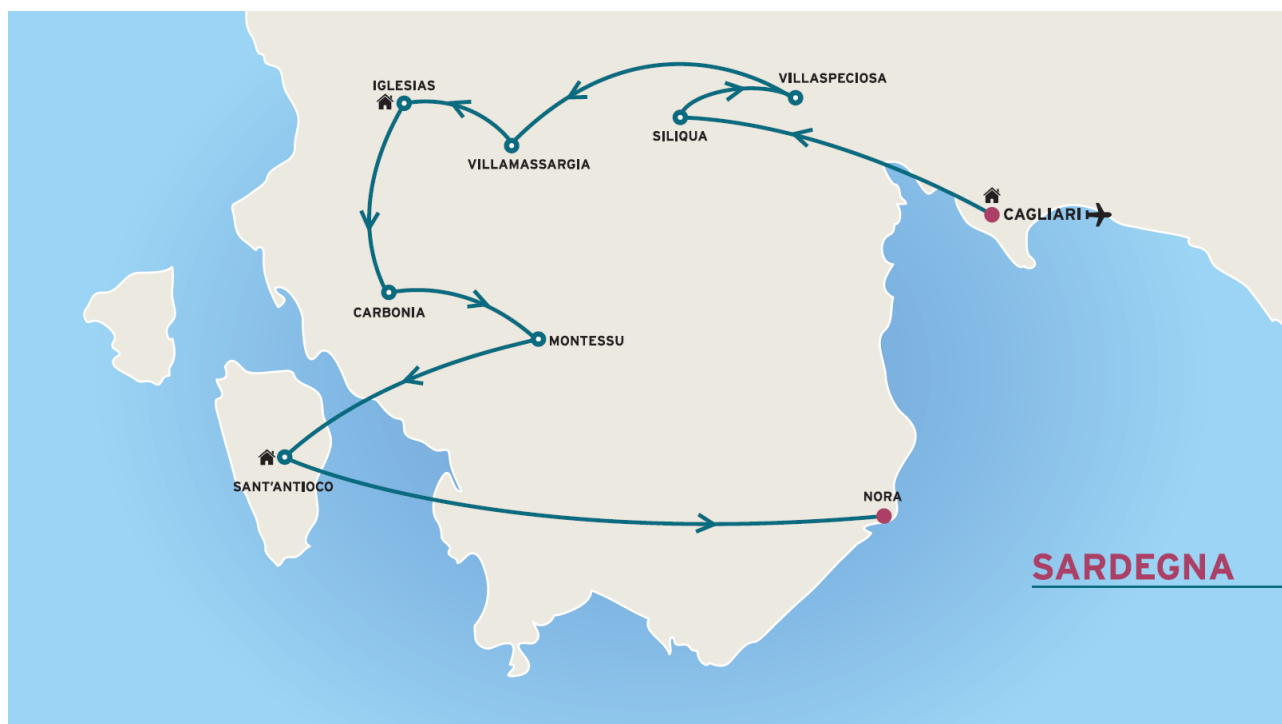 IGLESIAS
VILLASPECIOSA
SILIQUA
VILLAMASSARGIA
CAGLIARI
CARBONIA
MONTESSU
SANT'ANTIOCO
NORA
SARDEGNA